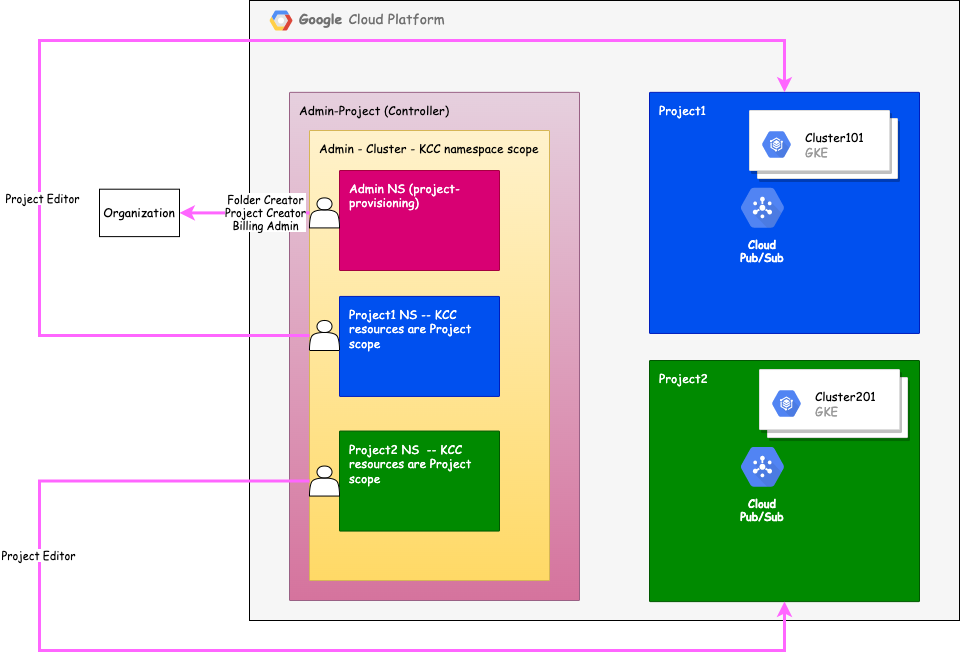 Google Cloud Platform
Admin-Project (Controller)
Admin - Cluster - KCC namespace scope
Admin NS (project-
provisioning)
Project1 NS -- KCC
resources are Project
scope
Project2 NS -- KCC
resources are Project
scope
Project Editor
Organization
Folder Creator
Project Creator
Billing Admin
Project Editor
Project1
Cluster101
GKE
Cloud
Pub/Sub
Project2
Cluster201
GKE
Cloud
Pub/Sub